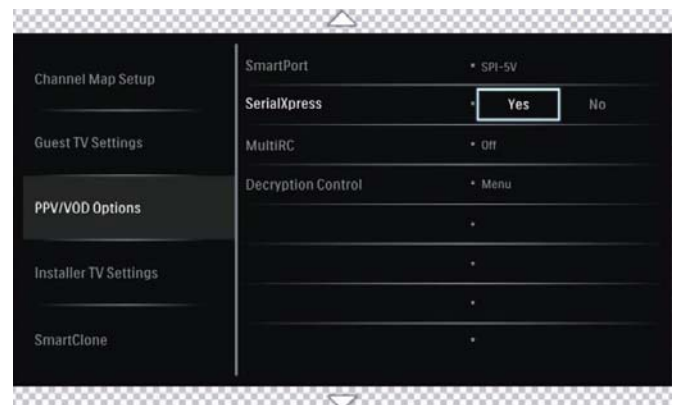 Channel Map Setup
Guest TV Settings
PPV/VOD Options
Installer TV Settings
SmartClone
SmartPort • SPI-5V
SerialXpress • Yes No
MultiRC • Off
Decryption Control • Menu
•
•
•
•